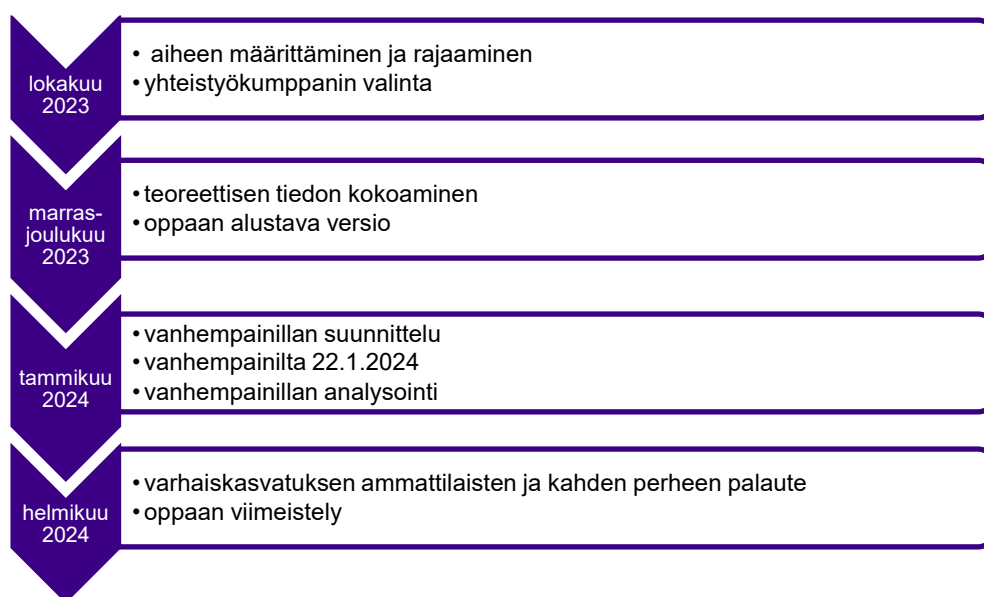 lokakuu
2023
• aiheen määrittäminen ja rajaaminen
• yhteistyökumppanin valinta
marras-
joulukuu
2023
• teoreettisen tiedon kokoaminen
• oppaan alustava versio
tammikuu
2024
• vanhempainillan suunnittelu
• vanhempainilta 22.1.2024
• vanhempainillan analysointi
helmikuu
2024
• varhaiskasvatuksen ammattilaisten ja kahden perheen palaute
• oppaan viimeistely